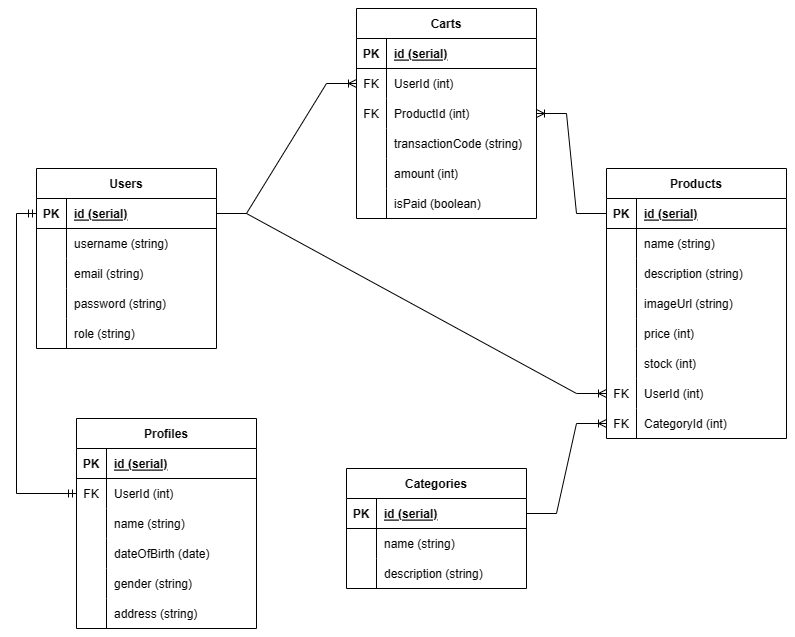 Carts
PK id (serial)
FK UserId (int)
FK ProductId (int)
transactionCode (string)
amount (int)
isPaid (boolean)
Users
PK id (serial)
username (string)
email (string)
password (string)
role (string)
Products
PK id (serial)
name (string)
description (string)
imageUrl (string)
price (int)
stock (int)
FK UserId (int)
FK CategoryId (int)
Profiles
PK id (serial)
FK UserId (int)
name (string)
dateOfBirth (date)
gender (string)
address (string)
Categories
PK id (serial)
name (string)
description (string)